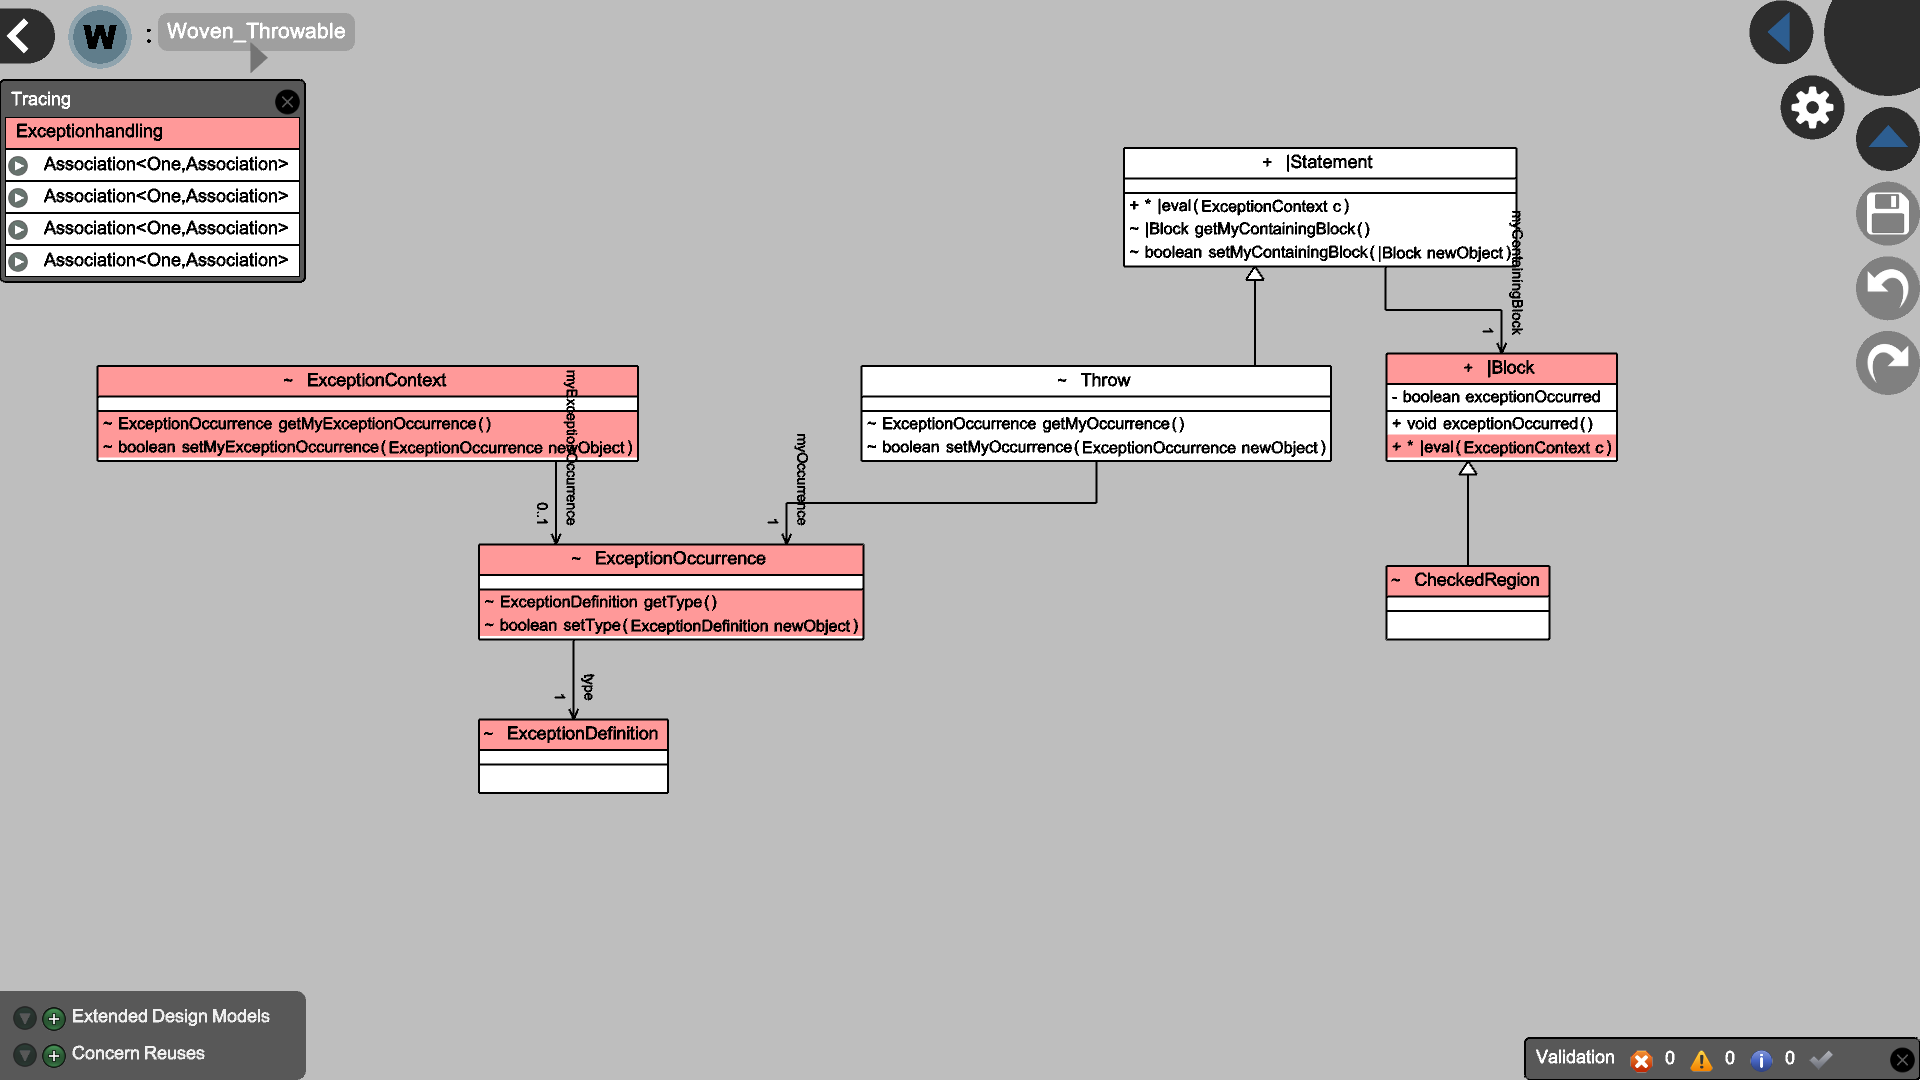 W : Woven_Throwable
Tracing
Exceptionhandling
Association<One,Association>
Association<One,Association>
Association<One,Association>
Association<One,Association>
+ |Statement
+ * |eval(ExceptionContext c)
~ |Block getMyContainingBlock()
~ boolean setMyContainingBlock(|Block newObject)
myContainingBlock
1
~ ExceptionContext
~ ExceptionOccurrence getMyExceptionOccurrence()
~ boolean setMyExceptionOccurrence(ExceptionOccurrence newObject)
myExceptionOccurrence
0..1
~ Throw
~ ExceptionOccurrence getMyOccurrence()
~ boolean setMyOccurrence(ExceptionOccurrence newObject)
myOccurrence
1
+ |Block
- boolean exceptionOccurred
+ void exceptionOccurred()
+ * |eval(ExceptionContext c)
~ ExceptionOccurrence
~ ExceptionDefinition getType()
~ boolean setType(ExceptionDefinition newObject)
~ CheckedRegion
type
1
~ ExceptionDefinition
Extended Design Models
Concern Reuses
Validation 0 0 0